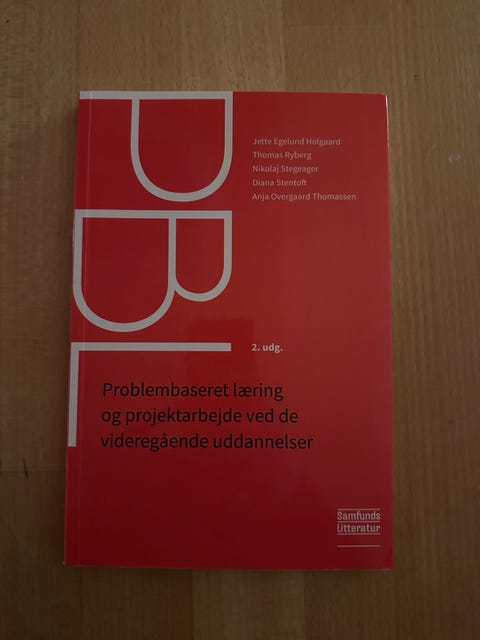 PBL
Jette Egelund Holgaard
Thomas Ryberg
Nikolaj Stegeager
Diana Stentoft
Anja Overgaard Thomassen
2. udg.
Problembaseret læring
og projektarbejde ved de
videregående uddannelser
Samfunds
Litteratur